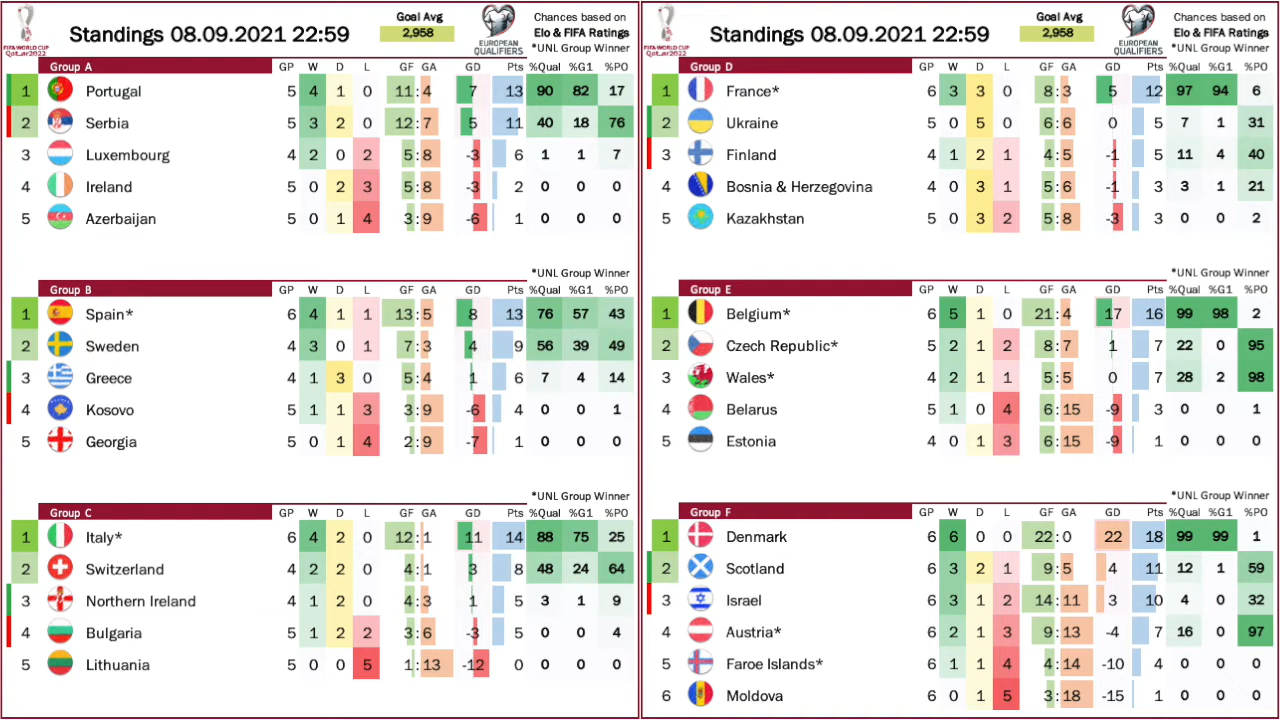 Goal Avg
Chances based on
Standings 08.09.2021 22:59
2,958
Elo & FIFA Ratings
FIFA WORLD CUP
Qatar2022
EUROPEAN
QUALIFIERS
*UNL Group Winner
Group A GP W D L GF GA GD Pts %Qual %G1 %PO
1 Portugal 5 4 1 0 11:4 7 13 90 82 17
2 Serbia 5 3 2 0 12:7 5 11 40 18 76
3 Luxembourg 4 2 0 2 5:8 -3 6 1 1 7
4 Ireland 5 0 2 3 5:8 -3 2 0 0 0
5 Azerbaijan 5 0 1 4 3:9 -6 1 0 0 0
*UNL Group Winner
Group B GP W D L GF GA GD Pts %Qual %G1 %PO
1 Spain* 6 4 1 1 13:5 8 13 76 57 43
2 Sweden 4 3 0 1 7:3 4 9 56 39 49
3 Greece 4 1 3 0 5:4 1 6 7 4 14
4 Kosovo 5 1 1 3 3:9 -6 4 0 0 1
5 Georgia 5 0 1 4 2:9 -7 1 0 0 0
*UNL Group Winner
Group C GP W D L GF GA GD Pts %Qual %G1 %PO
1 Italy* 6 4 2 0 12:1 11 14 88 75 25
2 Switzerland 4 2 2 0 4:1 3 8 48 24 64
3 Northern Ireland 4 1 2 0 4:3 1 5 3 1 9
4 Bulgaria 5 1 2 2 3:6 -3 5 0 0 4
5 Lithuania 5 0 0 5 1:13 -12 0 0 0 0
Goal Avg
Chances based on
Standings 08.09.2021 22:59
2,958
Elo & FIFA Ratings
FIFA WORLD CUP
Qatar2022
EUROPEAN
QUALIFIERS
*UNL Group Winner
Group D GP W D L GF GA GD Pts %Qual %G1 %PO
1 France* 6 3 3 0 8:3 5 12 97 94 6
2 Ukraine 5 0 5 0 6:6 0 5 7 1 31
3 Finland 4 1 2 1 4:5 -1 5 11 4 40
4 Bosnia & Herzegovina 4 0 3 1 5:6 -1 3 3 1 21
5 Kazakhstan 5 0 3 2 5:8 -3 3 0 0 2
*UNL Group Winner
Group E GP W D L GF GA GD Pts %Qual %G1 %PO
1 Belgium* 6 5 1 0 21:4 17 16 99 98 2
2 Czech Republic* 5 2 1 2 8:7 1 7 22 0 95
3 Wales* 4 2 1 1 5:5 0 7 28 2 98
4 Belarus 5 1 0 4 6:15 -9 3 0 0 1
5 Estonia 4 0 1 3 6:15 -9 1 0 0 0
*UNL Group Winner
Group F GP W D L GF GA GD Pts %Qual %G1 %PO
1 Denmark 6 6 0 0 22:0 22 18 99 99 1
2 Scotland 6 3 2 1 9:5 4 11 12 1 59
3 Israel 6 3 1 2 14:11 3 10 4 0 32
4 Austria* 6 2 1 3 9:13 -4 7 16 0 97
5 Faroe Islands* 6 1 1 4 4:14 -10 4 0 0 0
6 Moldova 6 0 1 5 3:18 -15 1 0 0 0